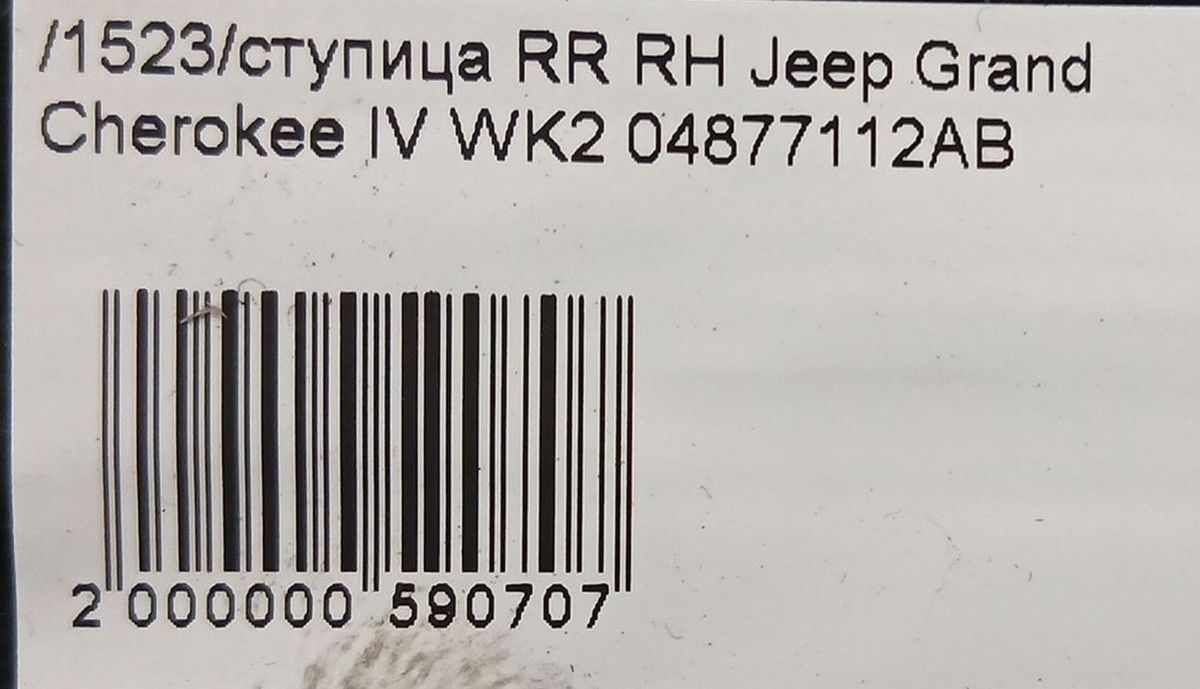 /1523/ступица RR RH Jeep Grand
Cherokee IV WK2 04877112AB
2 000000 590707